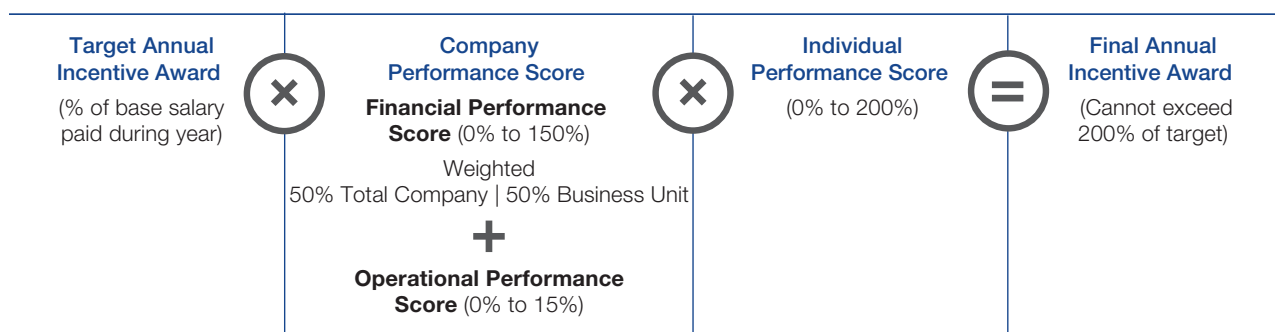 Target Annual
Incentive Award
(% of base salary
paid during year)
×
Company
Performance Score
Financial Performance
Score (0% to 150%)
Weighted
50% Total Company | 50% Business Unit
+
Operational Performance
Score (0% to 15%)
×
Individual
Performance Score
(0% to 200%)
=
Final Annual
Incentive Award
(Cannot exceed
200% of target)